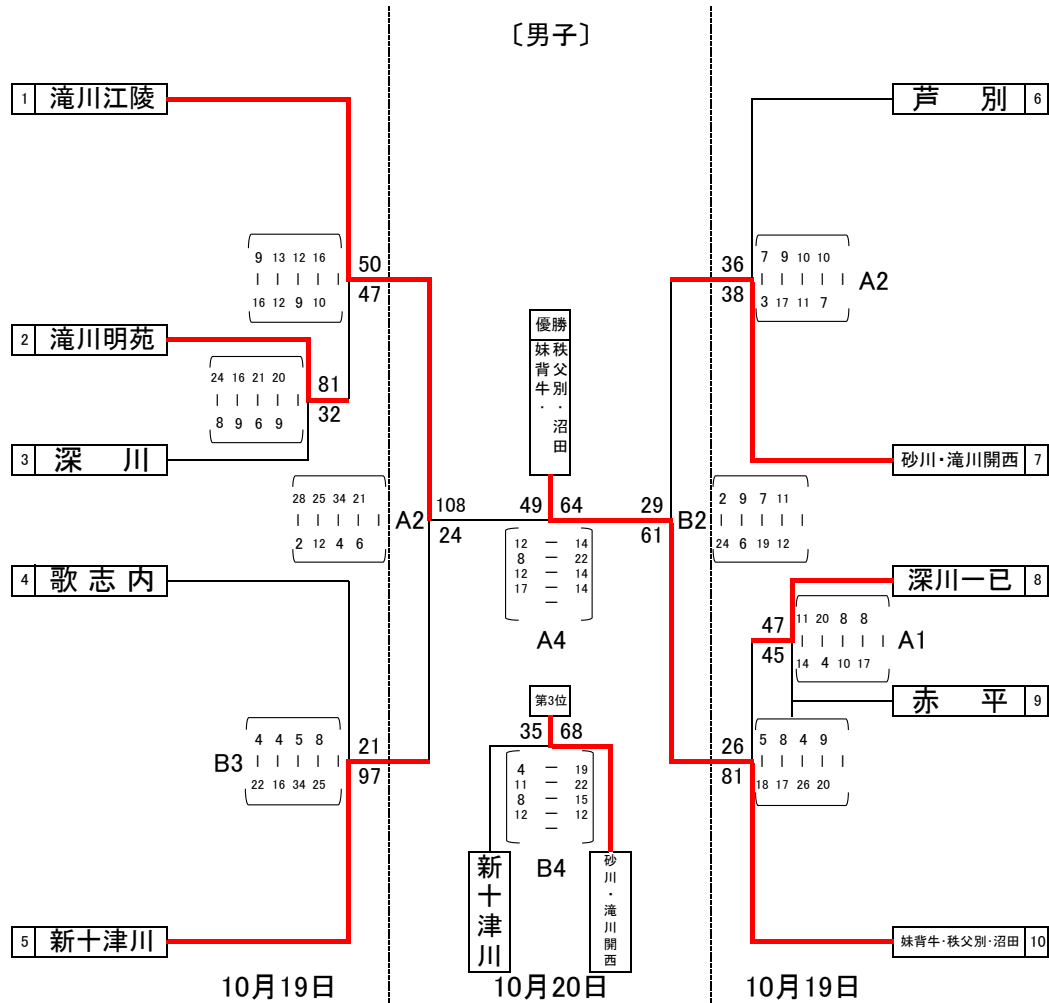 〔男子〕
1 滝川江陵
芦別 6
9 13 12 16
50
47
16 12 9 10
36
38
7 9 10 10
3 17 11 7
A2
2 滝川明苑
24 16 21 20
81
32
8 9 6 9
優勝
妹背牛・
秩父別・沼田
3 深川
砂川・滝川開西 7
28 25 34 21
2 12 4 6
A2
108
24
49 64
29
61
B2
2 9 7 11
24 6 19 12
12 ー 14
8 ー 22
12 ー 14
17 ー 14
ー
A4
4 歌志内
深川一已 8
47
45
11 20 8 8
14 4 10 17
A1
赤平 9
第3位
35 68
B3
4 4 5 8
22 16 34 25
21
97
26
81
5 8 4 9
18 17 26 20
4 ー 19
11 ー 22
8 ー 15
12 ー 12
ー
B4
新十津川
砂川・滝川開西
5 新十津川
妹背牛・秩父別・沼田 10
10月19日
10月20日
10月19日